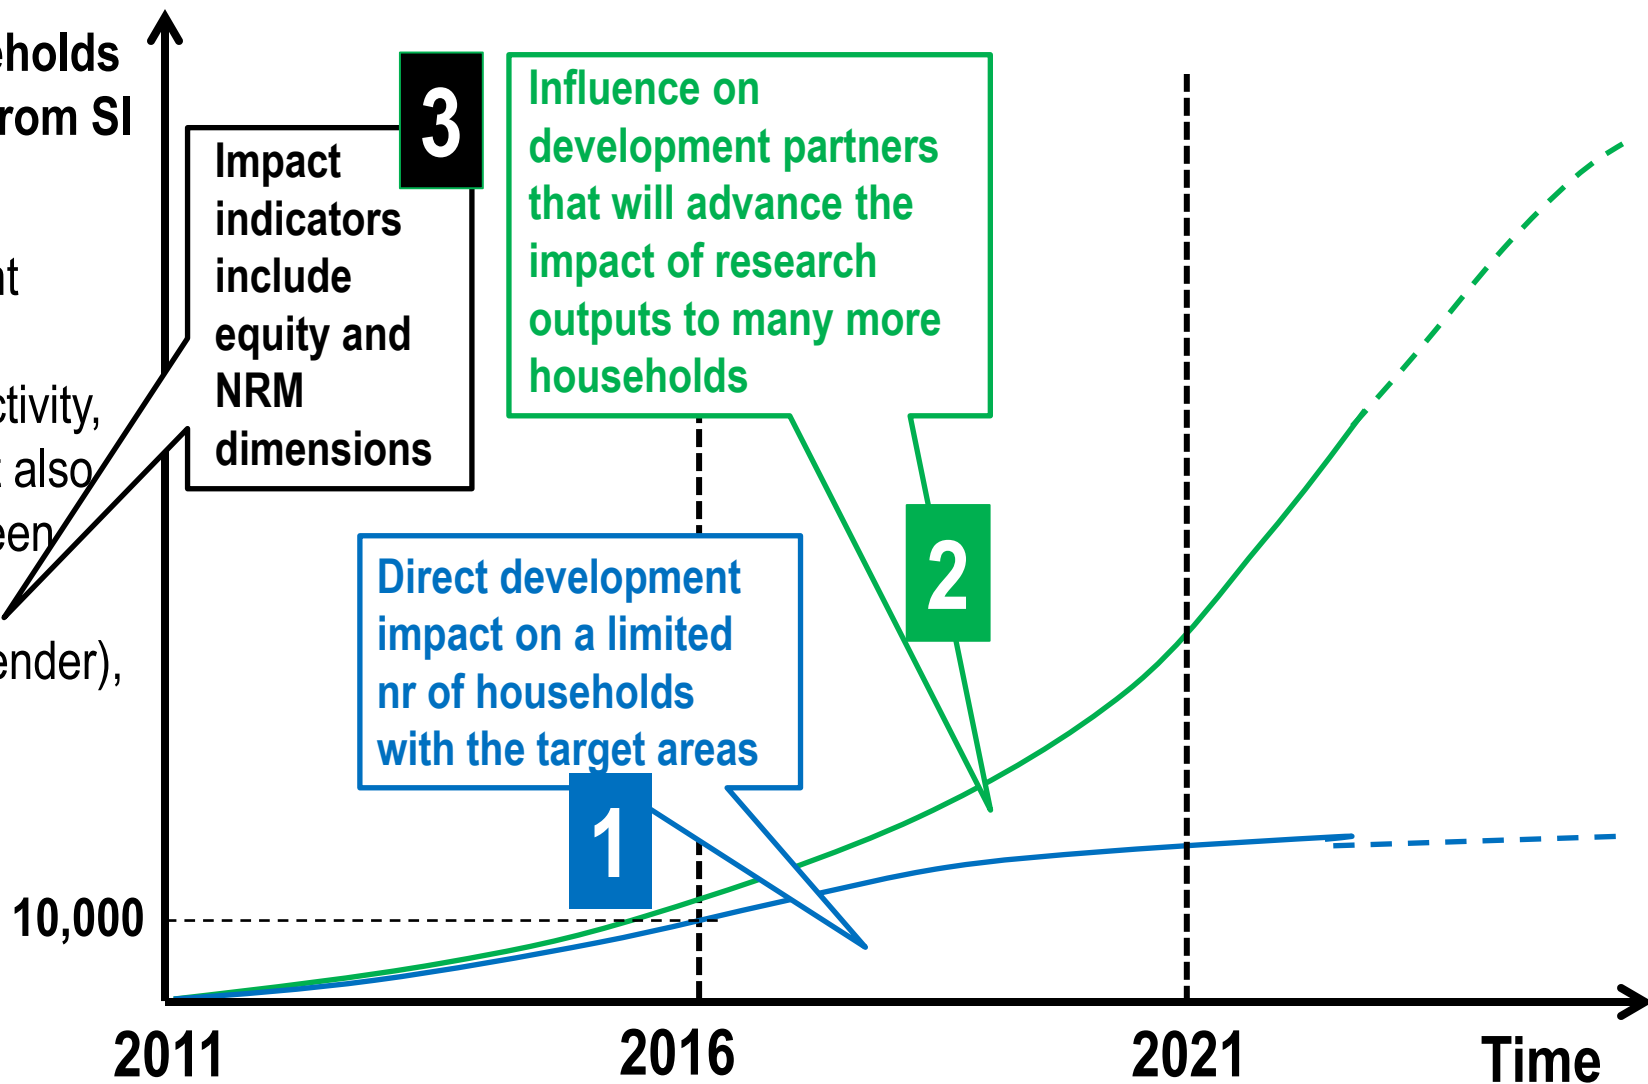 eholds
rom SI
nt
ctivity,
t also
een
ender),
3
Impact
indicators
include
equity and
NRM
dimensions
Influence on
development partners
that will advance the
impact of research
outputs to many more
households
2
Direct development
impact on a limited
nr of households
with the target areas
1
10,000
2011
2016
2021
Time